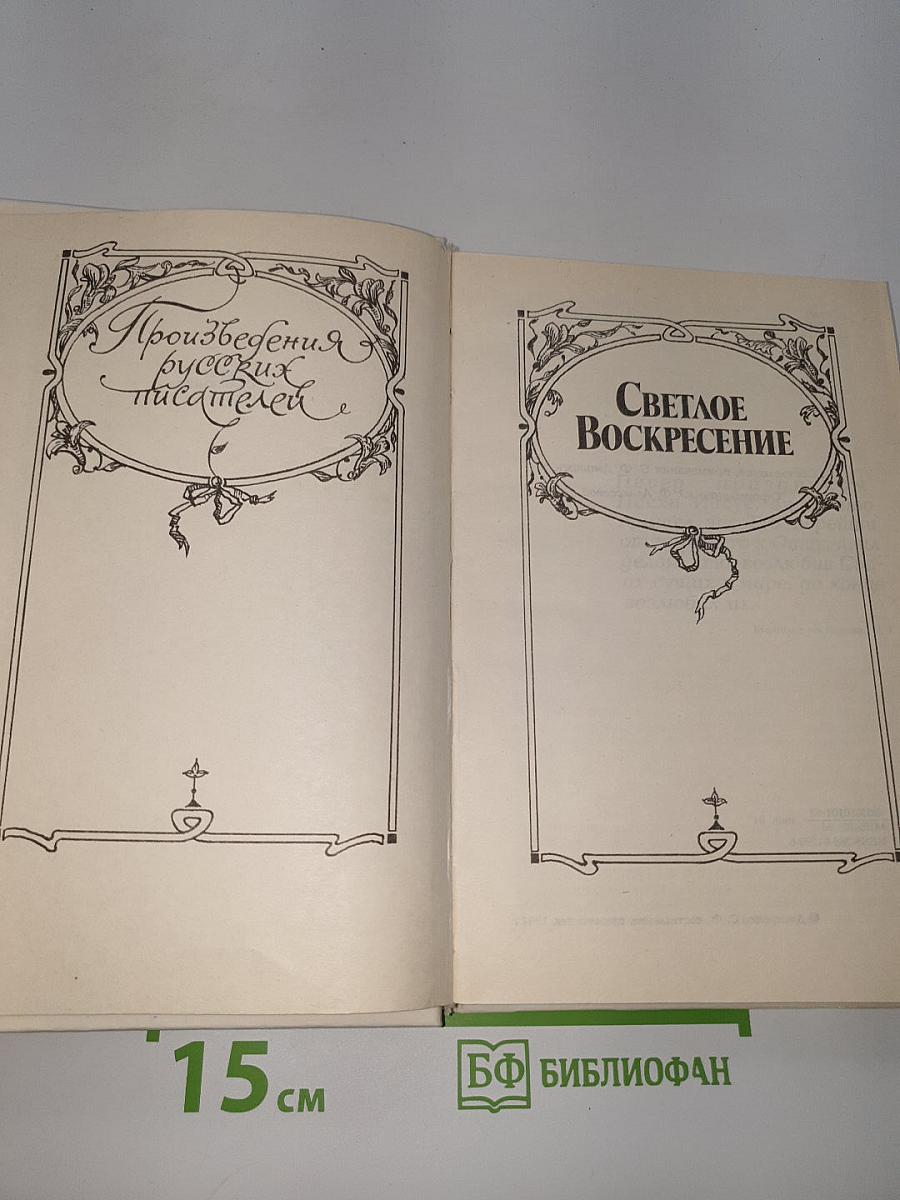 Произведения
русских
писателей
Светлое
Воскресение
15 см
БФ БИБЛИОФАН